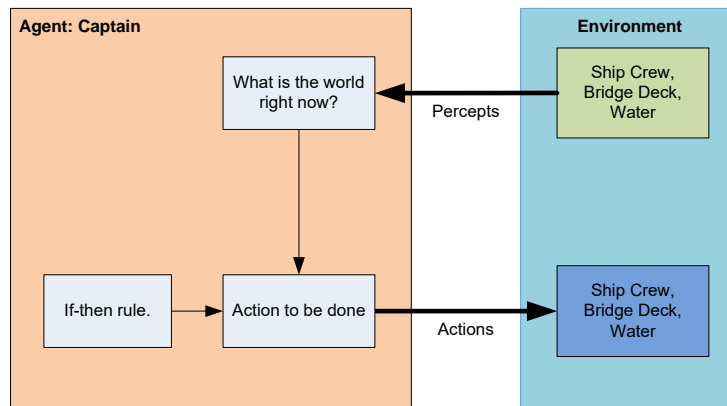 Agent: Captain
Environment
What is the world
right now?
Percepts
Ship Crew,
Bridge Deck,
Water
If-then rule.
Action to be done
Actions
Ship Crew,
Bridge Deck,
Water